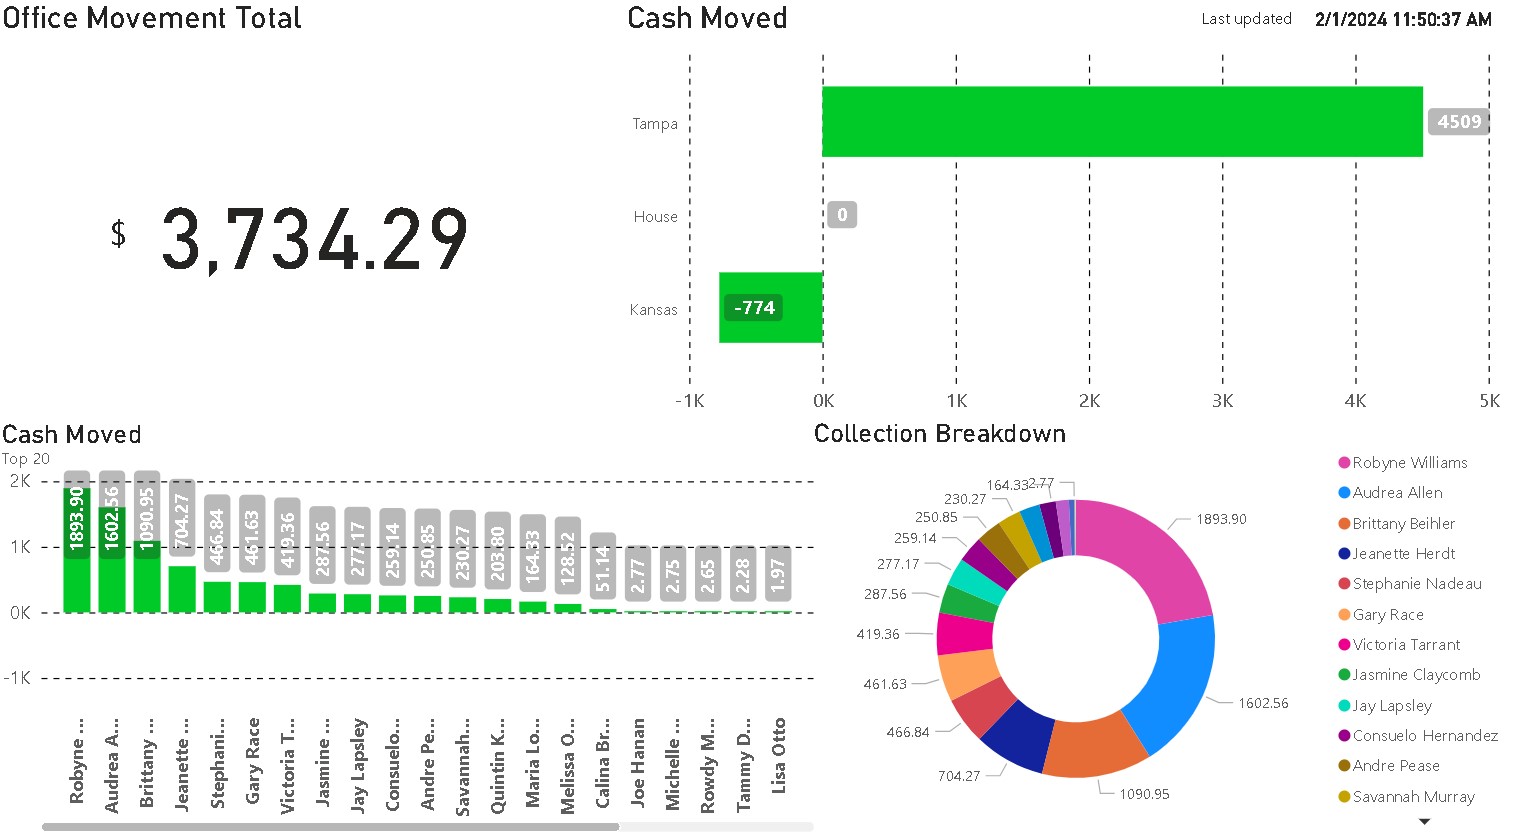 Office Movement Total
$ 3,734.29
Cash Moved
Last updated 2/1/2024 11:50:37 AM
Tampa
4509
House
0
Kansas
-774
-1K 0K 1K 2K 3K 4K 5K
Cash Moved
Top 20
2K
1K
0K
-1K
1893.90
1602.56
1090.95
704.27
466.84
461.63
419.36
287.56
277.17
259.14
250.85
230.27
203.80
164.33
128.52
51.14
2.77
2.75
2.65
2.28
1.97
Robyne ...
Audrea A...
Brittany ...
Jeanette ...
Stephani...
Gary Race
Victoria T...
Jasmine ...
Jay Lapsley
Consuelo...
Andre Pe...
Savannah...
Quintin K...
Maria Lo...
Melissa O...
Calina Br...
Joe Hanan
Michelle ...
Rowdy M...
Tammy D...
Lisa Otto
Collection Breakdown
1893.90
1602.56
1090.95
704.27
466.84
461.63
419.36
287.56
277.17
259.14
250.85
230.27
164.33
2.77
Robyne Williams
Audrea Allen
Brittany Beihler
Jeanette Herdt
Stephanie Nadeau
Gary Race
Victoria Tarrant
Jasmine Claycomb
Jay Lapsley
Consuelo Hernandez
Andre Pease
Savannah Murray